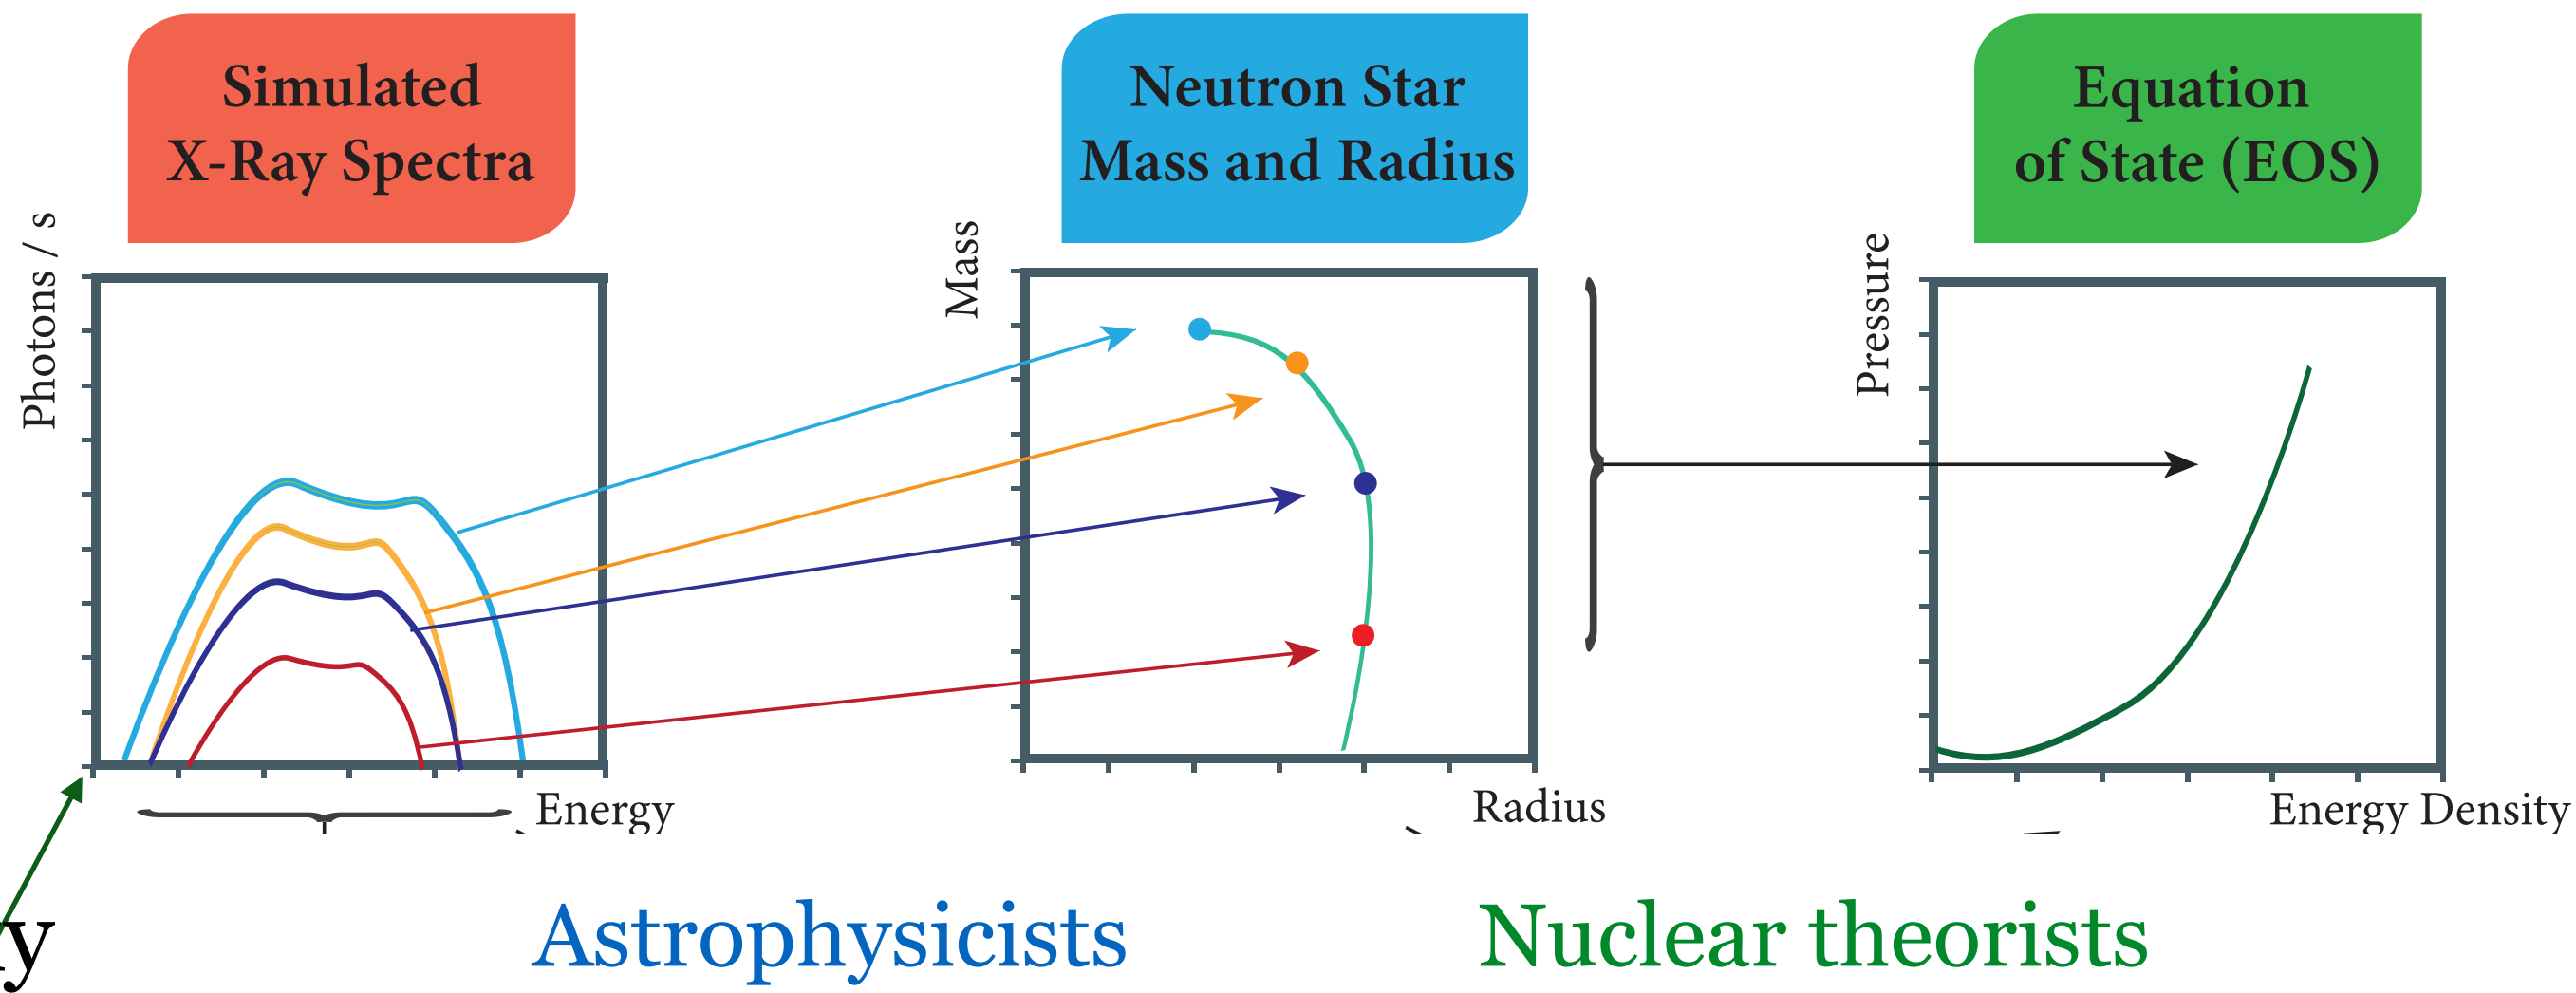 Simulated
X-Ray Spectra
Neutron Star
Mass and Radius
Equation
of State (EOS)
Photons / s
Mass
Pressure
Energy
Radius
Energy Density
y
Astrophysicists
Nuclear theorists